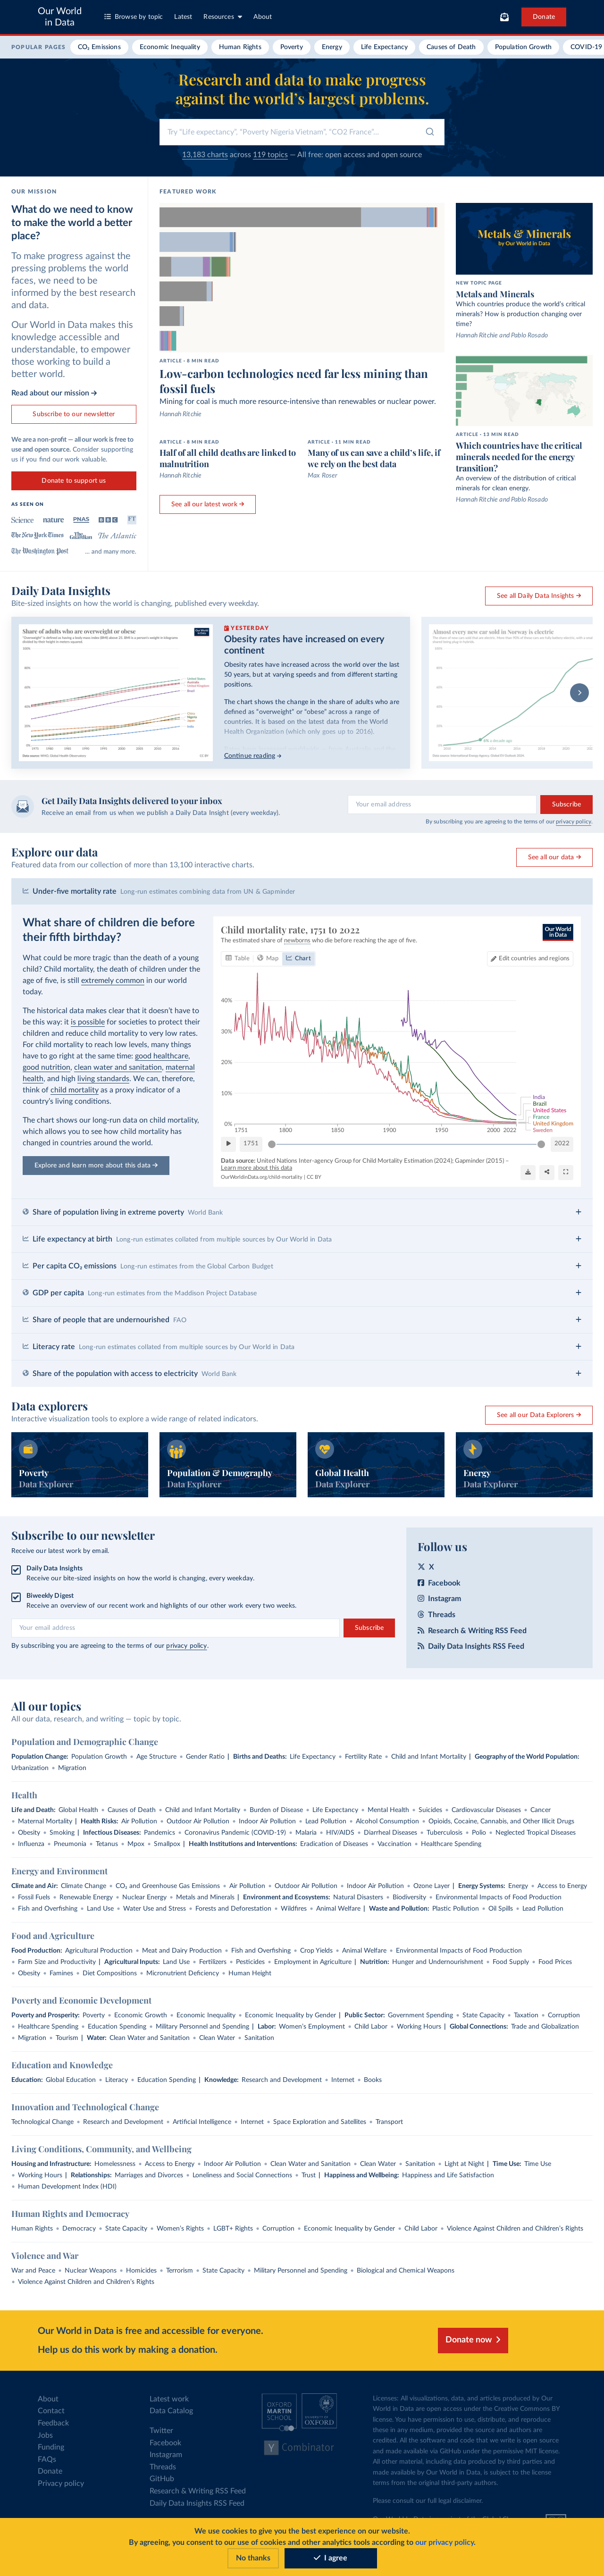 Our World
in Data
Browse by topic
Latest
Resources
About
Donate
POPULAR PAGES
CO₂ Emissions
Economic Inequality
Human Rights
Poverty
Energy
Life Expectancy
Causes of Death
Population Growth
COVID-19
Research and data to make progress
against the world's largest problems.
Try "Life expectancy", "Poverty Nigeria Vietnam", "CO2 France"...
13,183 charts across 119 topics — All free: open access and open source
OUR MISSION
What do we need to know
to make the world a better
place?
To make progress against the
pressing problems the world
faces, we need to be
informed by the best research
and data.
Our World in Data makes this
knowledge accessible and
understandable, to empower
those working to build a
better world.
Read about our mission →
Subscribe to our newsletter
We are a non-profit — all our work is free to
use and open source. Consider supporting
us if you find our work valuable.
Donate to support us
AS SEEN ON
Science
nature
PNAS
BBC
FT
The New York Times
The Guardian
The Atlantic
The Washington Post
... and many more.
FEATURED WORK
ARTICLE - 8 MIN READ
Low-carbon technologies need far less mining than
fossil fuels
Mining for coal is much more resource-intensive than renewables or nuclear power.
Hannah Ritchie
ARTICLE - 8 MIN READ
Half of all child deaths are linked to
malnutrition
Hannah Ritchie
ARTICLE - 11 MIN READ
Many of us can save a child's life, if
we rely on the best data
Max Roser
See all our latest work →
Metals & Minerals
by Our World in Data
NEW TOPIC PAGE
Metals and Minerals
Which countries produce the world's critical
minerals? How is production changing over
time?
Hannah Ritchie and Pablo Rosado
ARTICLE - 13 MIN READ
Which countries have the critical
minerals needed for the energy
transition?
An overview of the distribution of critical
minerals for clean energy.
Hannah Ritchie and Pablo Rosado
Daily Data Insights
Bite-sized insights on how the world is changing, published every weekday.
See all Daily Data Insights →
Share of adults who are overweight or obese
YESTERDAY
Obesity rates have increased on every
continent
Obesity rates have increased across the world over the last
50 years, but at varying speeds and from different starting
positions.
The chart shows the change in the share of adults who are
defined as "overweight" or "obese" across a range of
countries. It is based on the latest data from the World
Health Organization (which only goes up to 2016).
Continue reading →
Almost every new car sold in Norway is electric
Get Daily Data Insights delivered to your inbox
Receive an email from us when we publish a Daily Data Insight (every weekday).
Your email address
Subscribe
By subscribing you are agreeing to the terms of our privacy policy.
Explore our data
Featured data from our collection of more than 13,100 interactive charts.
See all our data →
Under-five mortality rate Long-run estimates combining data from UN & Gapminder
What share of children die before
their fifth birthday?
What could be more tragic than the death of a young
child? Child mortality, the death of children under the
age of five, is still extremely common in our world
today.
The historical data makes clear that it doesn't have to
be this way: it is possible for societies to protect their
children and reduce child mortality to very low rates.
For child mortality to reach low levels, many things
have to go right at the same time: good healthcare,
good nutrition, clean water and sanitation, maternal
health, and high living standards. We can, therefore,
think of child mortality as a proxy indicator of a
country's living conditions.
The chart shows our long-run data on child mortality,
which allows you to see how child mortality has
changed in countries around the world.
Explore and learn more about this data →
Child mortality rate, 1751 to 2022
The estimated share of newborns who die before reaching the age of five.
Our World
in Data
Table
Map
Chart
Edit countries and regions
40%
30%
20%
10%
0%
1751
1800
1850
1900
1950
2000
2022
India
Brazil
United States
France
United Kingdom
Sweden
1751
2022
Data source: United Nations Inter-agency Group for Child Mortality Estimation (2024); Gapminder (2015) –
Learn more about this data
OurWorldinData.org/child-mortality | CC BY
Share of population living in extreme poverty World Bank
Life expectancy at birth Long-run estimates collated from multiple sources by Our World in Data
Per capita CO₂ emissions Long-run estimates from the Global Carbon Budget
GDP per capita Long-run estimates from the Maddison Project Database
Share of people that are undernourished FAO
Literacy rate Long-run estimates collated from multiple sources by Our World in Data
Share of the population with access to electricity World Bank
Data explorers
Interactive visualization tools to explore a wide range of related indicators.
See all our Data Explorers →
Poverty
Data Explorer
Population & Demography
Data Explorer
Global Health
Data Explorer
Energy
Data Explorer
Subscribe to our newsletter
Receive our latest work by email.
Daily Data Insights
Receive our bite-sized insights on how the world is changing, every weekday.
Biweekly Digest
Receive an overview of our recent work and highlights of our other work every two weeks.
Your email address
Subscribe
By subscribing you are agreeing to the terms of our privacy policy.
Follow us
X
Facebook
Instagram
Threads
Research & Writing RSS Feed
Daily Data Insights RSS Feed
All our topics
All our data, research, and writing — topic by topic.
Population and Demographic Change
Population Change: Population Growth • Age Structure • Gender Ratio | Births and Deaths: Life Expectancy • Fertility Rate • Child and Infant Mortality | Geography of the World Population:
Urbanization • Migration
Health
Life and Death: Global Health • Causes of Death • Child and Infant Mortality • Burden of Disease • Life Expectancy • Mental Health • Suicides • Cardiovascular Diseases • Cancer
• Maternal Mortality | Health Risks: Air Pollution • Outdoor Air Pollution • Indoor Air Pollution • Lead Pollution • Alcohol Consumption • Opioids, Cocaine, Cannabis, and Other Illicit Drugs
• Obesity • Smoking | Infectious Diseases: Pandemics • Coronavirus Pandemic (COVID-19) • Malaria • HIV/AIDS • Diarrheal Diseases • Tuberculosis • Polio • Neglected Tropical Diseases
• Influenza • Pneumonia • Tetanus • Mpox • Smallpox | Health Institutions and Interventions: Eradication of Diseases • Vaccination • Healthcare Spending
Energy and Environment
Climate and Air: Climate Change • CO₂ and Greenhouse Gas Emissions • Air Pollution • Outdoor Air Pollution • Indoor Air Pollution • Ozone Layer | Energy Systems: Energy • Access to Energy
• Fossil Fuels • Renewable Energy • Nuclear Energy • Metals and Minerals | Environment and Ecosystems: Natural Disasters • Biodiversity • Environmental Impacts of Food Production
• Fish and Overfishing • Land Use • Water Use and Stress • Forests and Deforestation • Wildfires • Animal Welfare | Waste and Pollution: Plastic Pollution • Oil Spills • Lead Pollution
Food and Agriculture
Food Production: Agricultural Production • Meat and Dairy Production • Fish and Overfishing • Crop Yields • Animal Welfare • Environmental Impacts of Food Production
• Farm Size and Productivity | Agricultural Inputs: Land Use • Fertilizers • Pesticides • Employment in Agriculture | Nutrition: Hunger and Undernourishment • Food Supply • Food Prices
• Obesity • Famines • Diet Compositions • Micronutrient Deficiency • Human Height
Poverty and Economic Development
Poverty and Prosperity: Poverty • Economic Growth • Economic Inequality • Economic Inequality by Gender | Public Sector: Government Spending • State Capacity • Taxation • Corruption
• Healthcare Spending • Education Spending • Military Personnel and Spending | Labor: Women's Employment • Child Labor • Working Hours | Global Connections: Trade and Globalization
• Migration • Tourism | Water: Clean Water and Sanitation • Clean Water • Sanitation
Education and Knowledge
Education: Global Education • Literacy • Education Spending | Knowledge: Research and Development • Internet • Books
Innovation and Technological Change
Technological Change • Research and Development • Artificial Intelligence • Internet • Space Exploration and Satellites • Transport
Living Conditions, Community, and Wellbeing
Housing and Infrastructure: Homelessness • Access to Energy • Indoor Air Pollution • Clean Water and Sanitation • Clean Water • Sanitation • Light at Night | Time Use: Time Use
• Working Hours | Relationships: Marriages and Divorces • Loneliness and Social Connections • Trust | Happiness and Wellbeing: Happiness and Life Satisfaction
• Human Development Index (HDI)
Human Rights and Democracy
Human Rights • Democracy • State Capacity • Women's Rights • LGBT+ Rights • Corruption • Economic Inequality by Gender • Child Labor • Violence Against Children and Children's Rights
Violence and War
War and Peace • Nuclear Weapons • Homicides • Terrorism • State Capacity • Military Personnel and Spending • Biological and Chemical Weapons
• Violence Against Children and Children's Rights
Our World in Data is free and accessible for everyone.
Help us do this work by making a donation.
Donate now
About
Contact
Feedback
Jobs
Funding
FAQs
Donate
Privacy policy
Latest work
Data Catalog
Twitter
Facebook
Instagram
Threads
GitHub
Research & Writing RSS Feed
Daily Data Insights RSS Feed
OXFORD
MARTIN
SCHOOL
UNIVERSITY OF
OXFORD
Y Combinator
Licenses: All visualizations, data, and articles produced by Our
World in Data are open access under the Creative Commons BY
license. You have permission to use, distribute, and reproduce
these in any medium, provided the source and authors are
credited. All the software and code that we write is open source
and made available via GitHub under the permissive MIT license.
All other material, including data produced by third parties and
made available by Our World in Data, is subject to the license
terms from the original third-party authors.
Please consult our full legal disclaimer.
We use cookies to give you the best experience on our website.
By agreeing, you consent to our use of cookies and other analytics tools according to our privacy policy.
No thanks
I agree